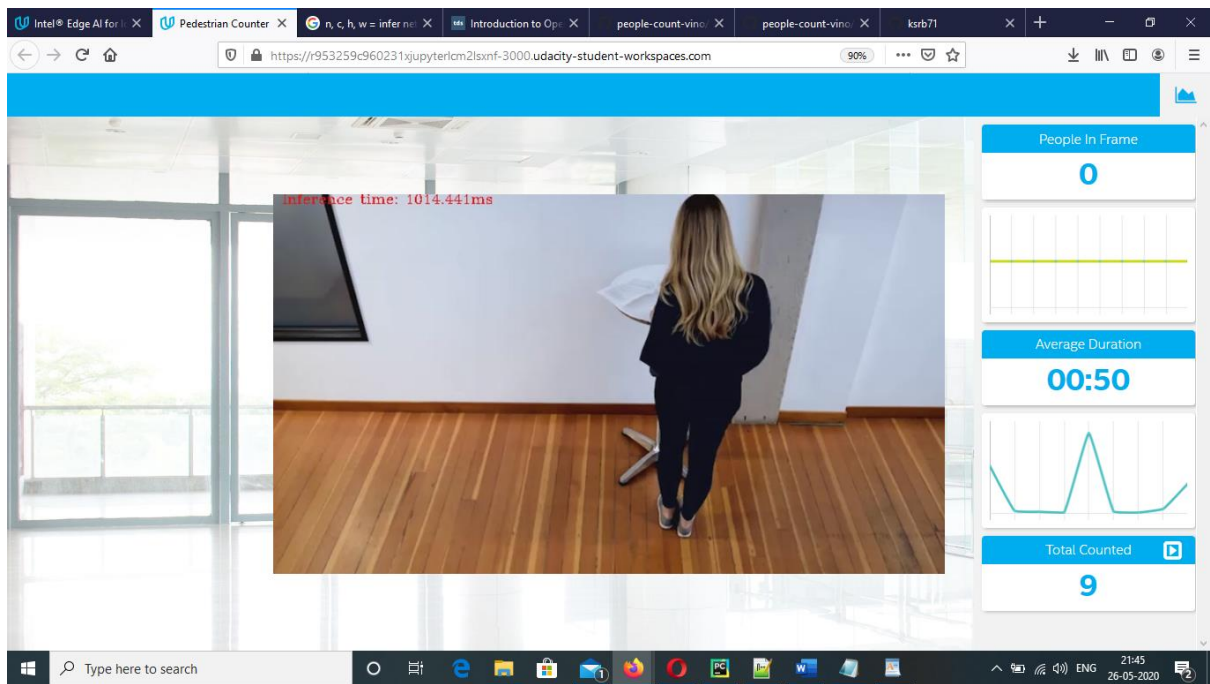 Intel® Edge AI for I
Pedestrian Counter
n, c, h, w = infer net
Introduction to Ope
people-count-vino/
people-count-vino/
ksrb71
https://r953259c960231xjupyterlcm2lsxnf-3000.udacity-student-workspaces.com
90%
People In Frame
0
Inference time: 1014.441ms
Average Duration
00:50
Total Counted
9
Type here to search
ENG
21:45
26-05-2020